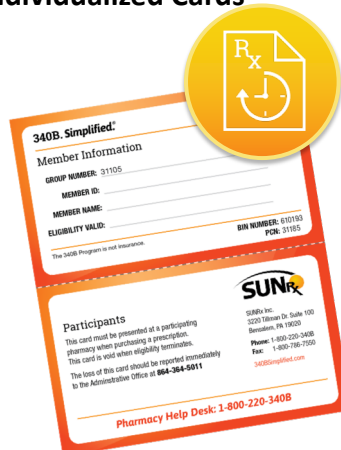 dividualized Cards
Rx
340B. Simplified.®
Member Information
GROUP NUMBER: 31105
MEMBER ID:
MEMBER NAME:
ELIGIBILITY VALID:
The 340B Program is not insurance.
BIN NUMBER: 610193
PCN: 31185
SUNRx
Participants
This card must be presented at a participating
pharmacy when purchasing a prescription.
This card is void when eligibility terminates.
The loss of this card should be reported immediately
to the Adminstrative Office at 864-364-5011
SUNRx Inc.
3220 Tillman Dr. Suite 100
Bensalem, PA 19020
Phone: 1-800-220-340B
Fax: 1-800-786-7550
340BSimplified.com
Pharmacy Help Desk: 1-800-220-340B